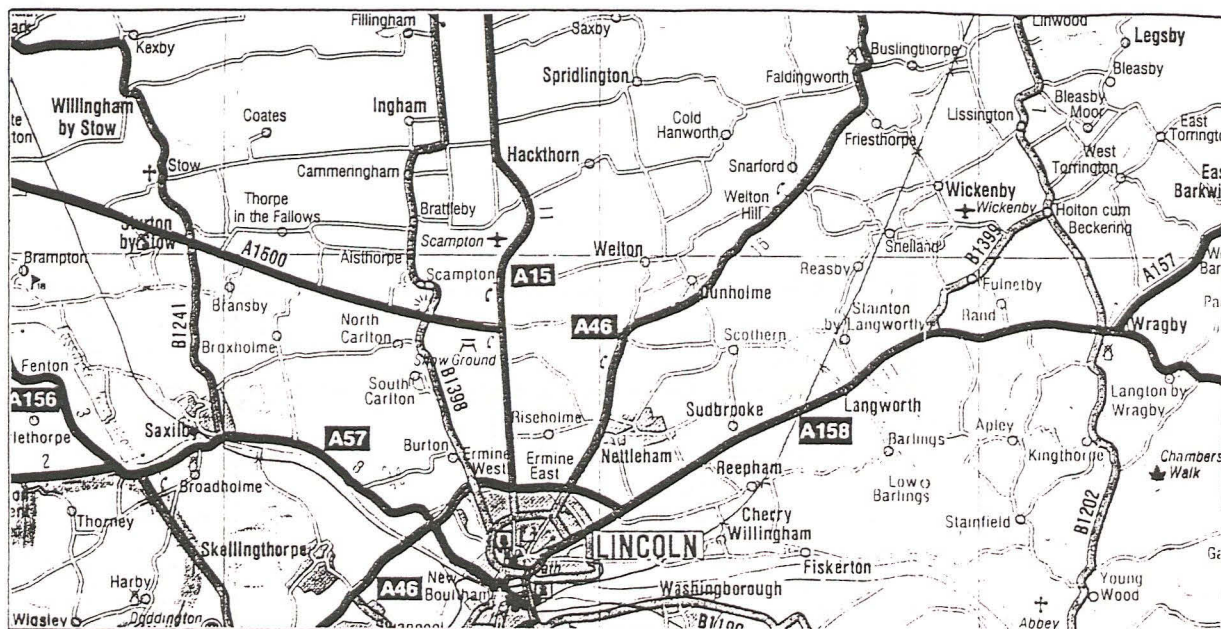 Kexby
Fillingham
Saxby
Linwood
Legsby
Buslingthorpe
Spridlington
Faldingworth
Bleasby
Willingham
by Stow
Coates
Ingham
Cold
Hanworth
Bleasby
Moor
Lissington
East
Torrington
Friesthorpe
Stow
Cammeringham
Hackthorn
Snarford
West
Torrington
Wickenby
Wickenby
Thorpe
in the Fallows
Brattleby
Welton
Hill
Holton cum
Beckering
Sturton
by Stow
Scampton
Welton
Snelland
B1399
A1500
Aisthorpe
Brampton
Scampton
A15
Reasby
A157
Dunholme
Fulnetby
Bransby
B1241
North
Carlton
A46
Stainton
by Langworth
Rand
Wragby
Broxholme
Show Ground
Scothern
Fenton
B1398
South
Carlton
A156
Riseholme
Sudbrooke
Langworth
Langton by
Wragby
Saxilby
A57
Burton
A158
Ermine
West
Ermine
East
Nettleham
Barlings
Apley
Kingthorpe
Chambers
Walk
Broadholme
Reepham
Low
Barlings
Thorney
Cherry
Willingham
Stainfield
B1202
Skellingthorpe
LINCOLN
Fiskerton
Harby
A46
New
Boultham
Washingborough
Young
Wood
Wigsley
Doddington
Abbey